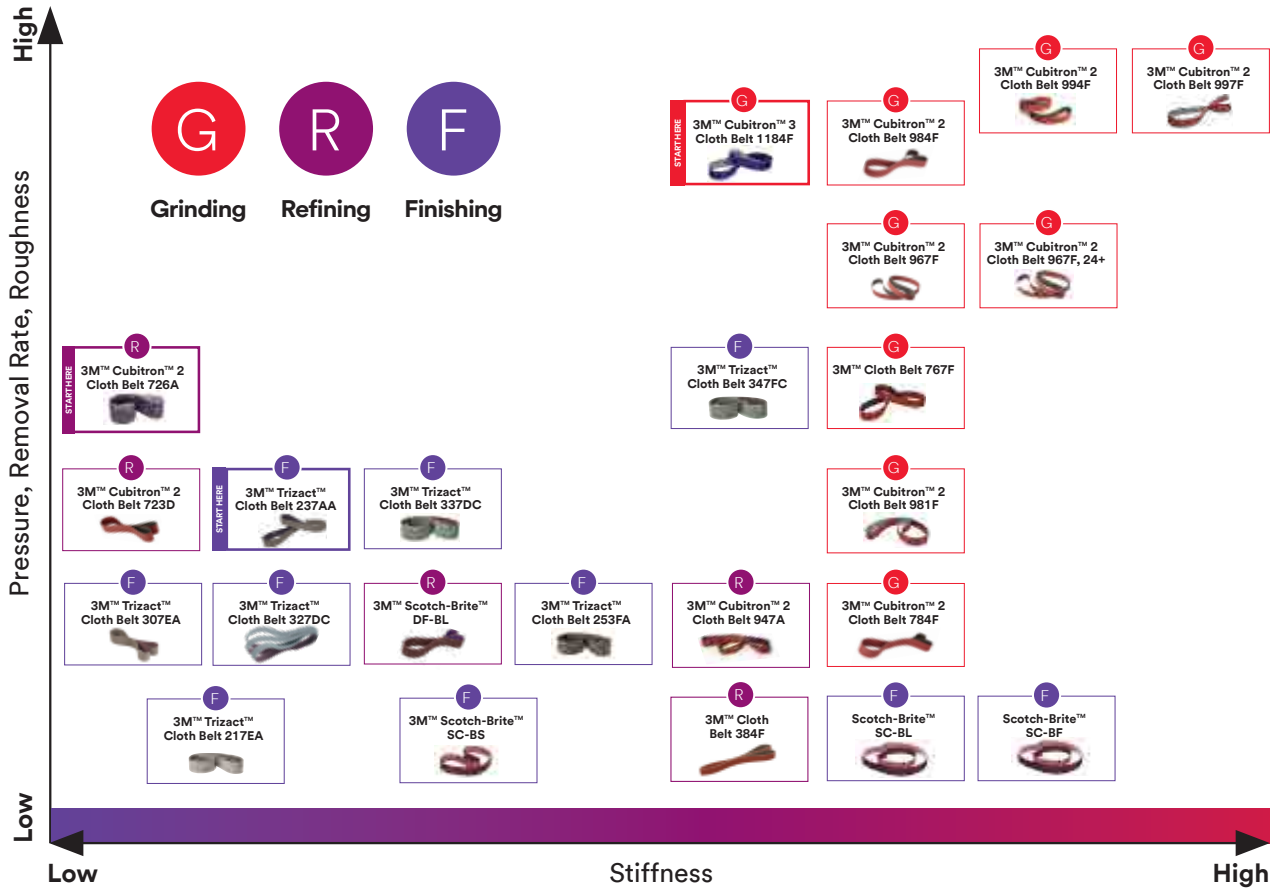 High
Pressure, Removal Rate, Roughness
Low
G
R
F
Grinding
Refining
Finishing
G
3M™ Cubitron™ 2
Cloth Belt 994F
G
3M™ Cubitron™ 2
Cloth Belt 997F
START HERE
G
3M™ Cubitron™ 3
Cloth Belt 1184F
G
3M™ Cubitron™ 2
Cloth Belt 984F
G
3M™ Cubitron™ 2
Cloth Belt 967F
G
3M™ Cubitron™ 2
Cloth Belt 967F, 24+
START HERE
R
3M™ Cubitron™ 2
Cloth Belt 726A
F
3M™ Trizact™
Cloth Belt 347FC
G
3M™ Cloth Belt 767F
R
3M™ Cubitron™ 2
Cloth Belt 723D
START HERE
F
3M™ Trizact™
Cloth Belt 237AA
F
3M™ Trizact™
Cloth Belt 337DC
G
3M™ Cubitron™ 2
Cloth Belt 981F
F
3M™ Trizact™
Cloth Belt 307EA
F
3M™ Trizact™
Cloth Belt 327DC
R
3M™ Scotch-Brite™
DF-BL
F
3M™ Trizact™
Cloth Belt 253FA
R
3M™ Cubitron™ 2
Cloth Belt 947A
G
3M™ Cubitron™ 2
Cloth Belt 784F
F
3M™ Trizact™
Cloth Belt 217EA
F
3M™ Scotch-Brite™
SC-BS
R
3M™ Cloth
Belt 384F
F
Scotch-Brite™
SC-BL
F
Scotch-Brite™
SC-BF
Low
Stiffness
High